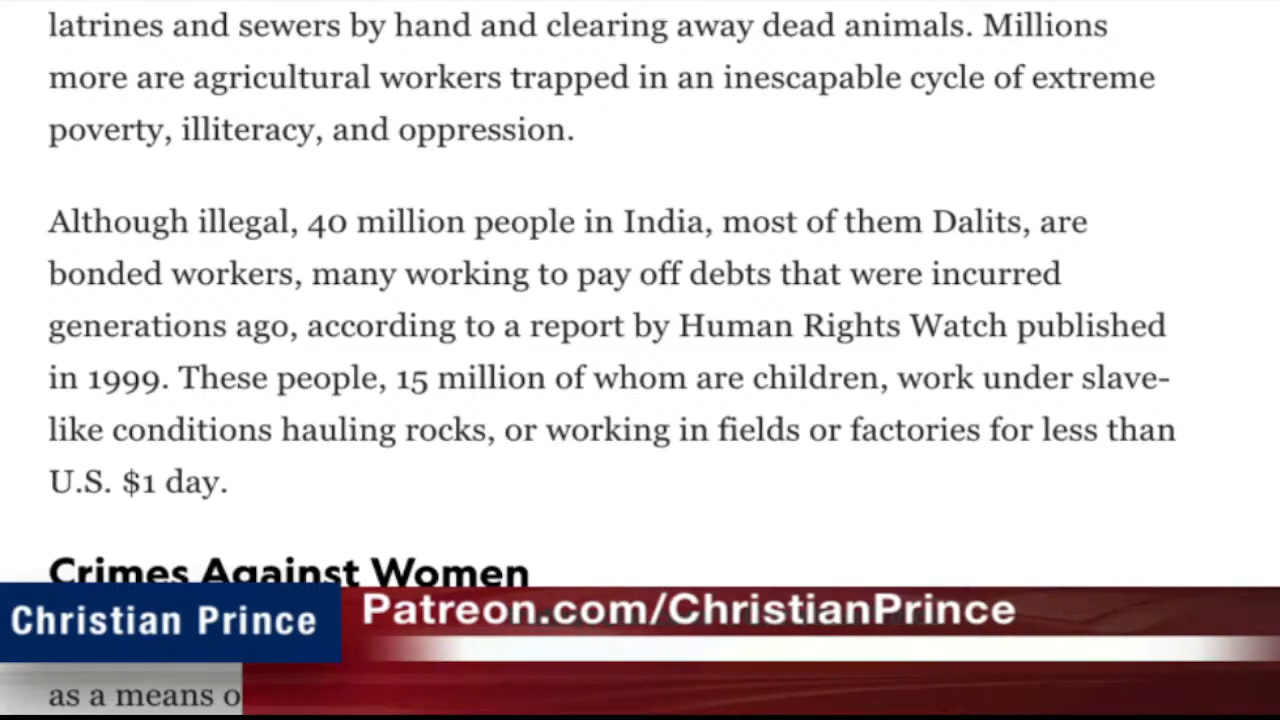 latrines and sewers by hand and clearing away dead animals. Millions
more are agricultural workers trapped in an inescapable cycle of extreme
poverty, illiteracy, and oppression.
Although illegal, 40 million people in India, most of them Dalits, are
bonded workers, many working to pay off debts that were incurred
generations ago, according to a report by Human Rights Watch published
in 1999. These people, 15 million of whom are children, work under slave-
like conditions hauling rocks, or working in fields or factories for less than
U.S. $1 day.
Crimes Against Women
Christian Prince
Patreon.com/ChristianPrince
as a means o